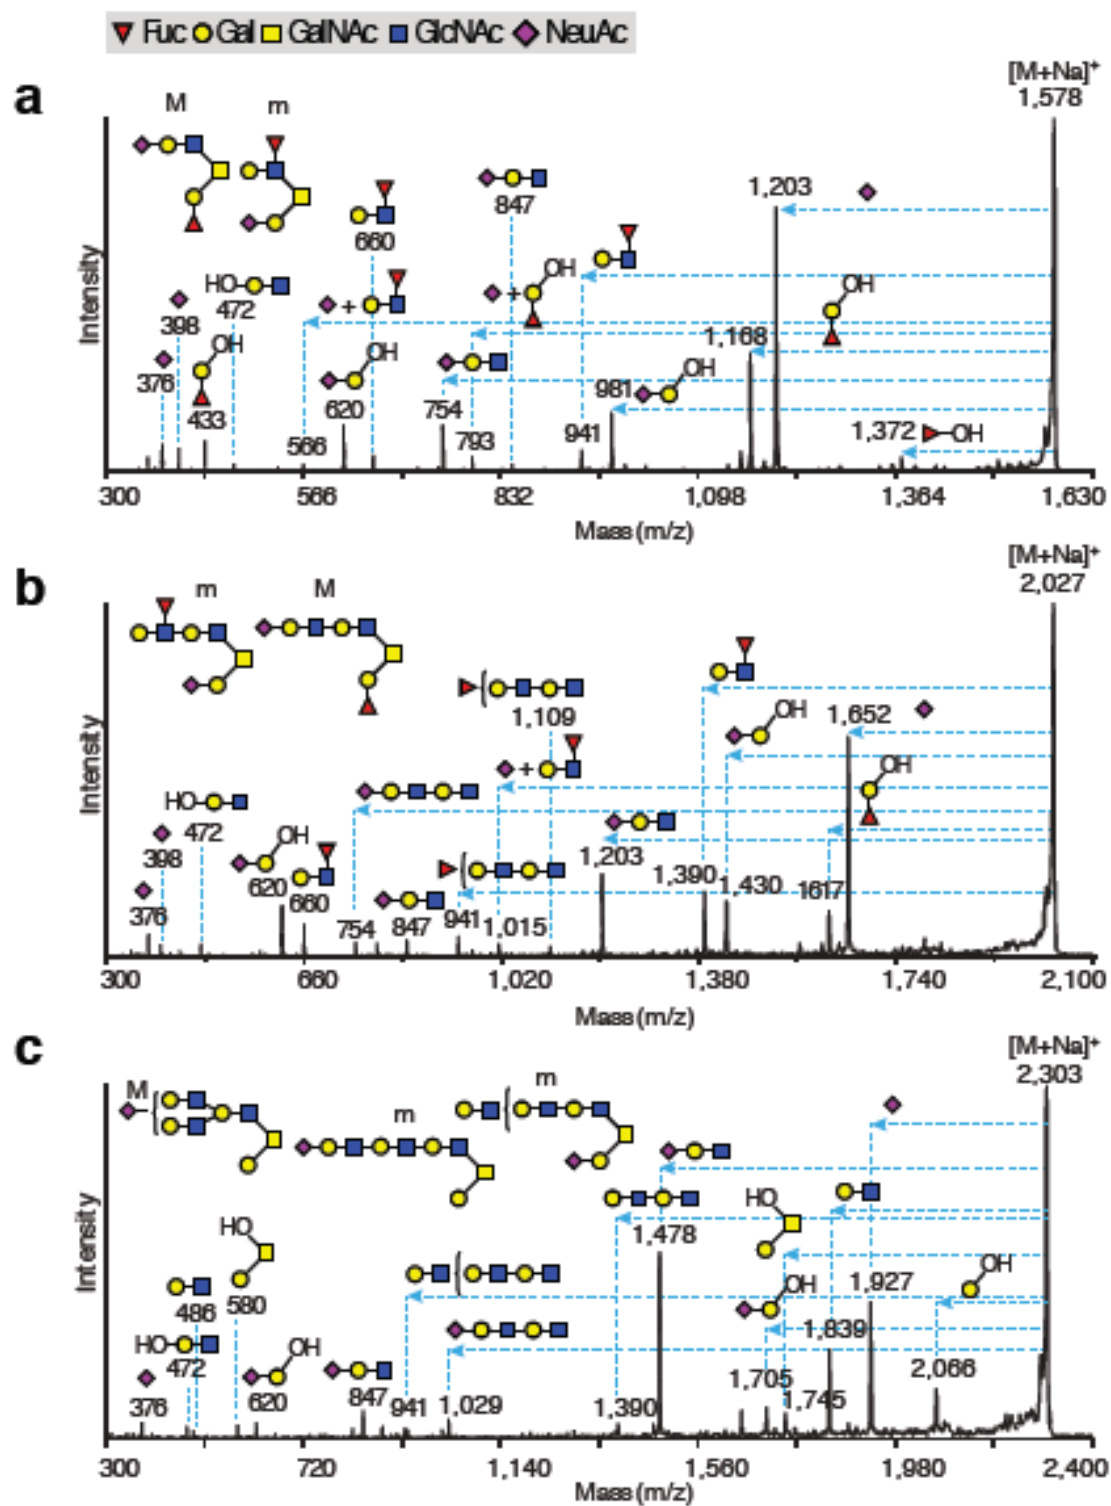 Fuc Gal GalNAc GlcNAc NeuAc
a
M
m
[M+Na]+
1,578
847
1,203
660
OH
HO
472
398
OH
1,168
OH
376
OH
433
OH
620
754
793
566
981
OH
941
1,372
OH
Intensity
300 566 832 1,098 1,364 1,630
Mass (m/z)
b
m
M
[M+Na]+
2,027
1,109
OH
1,652
OH
HO
472
398
OH
376
620
660
754
847
941
1,015
1,203
1,390
1,430
1617
Intensity
300 660 1,020 1,380 1,740 2,100
Mass (m/z)
c
M
m
m
[M+Na]+
2,303
HO
HO
1,478
580
486
HO
472
OH
376
620
847
941
1,029
1,390
OH
1,927
OH
1,839
1,705
1,745
2,066
Intensity
300 720 1,140 1,560 1,980 2,400
Mass (m/z)